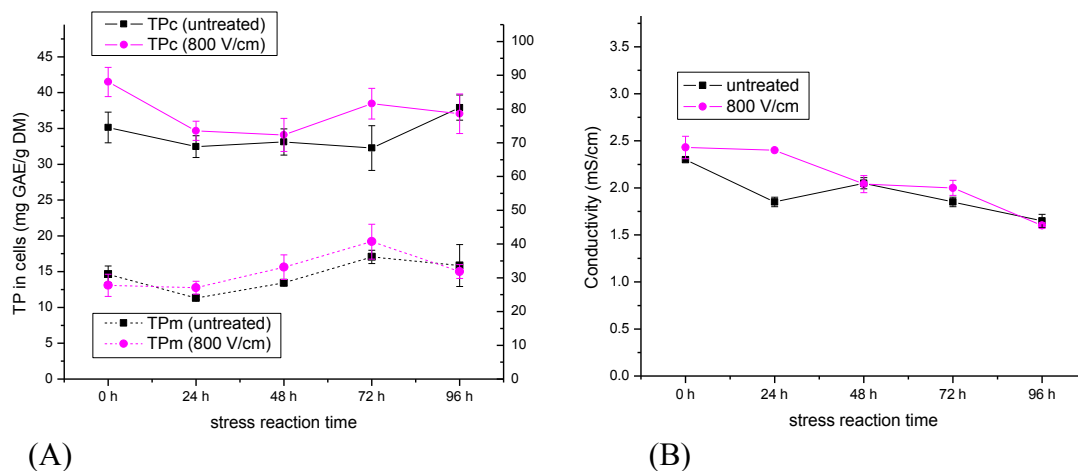 TPc (untreated)
TPc (800 V/cm)
TP in cells (mg GAE/g DM)
45
40
35
30
25
20
15
10
5
0
100
90
80
70
60
50
40
30
20
10
0
TPm (untreated)
TPm (800 V/cm)
0 h 24 h 48 h 72 h 96 h
stress reaction time
(A)
untreated
800 V/cm
Conductivity (mS/cm)
3.5
3.0
2.5
2.0
1.5
1.0
0.5
0.0
0 h 24 h 48 h 72 h 96 h
stress reaction time
(B)